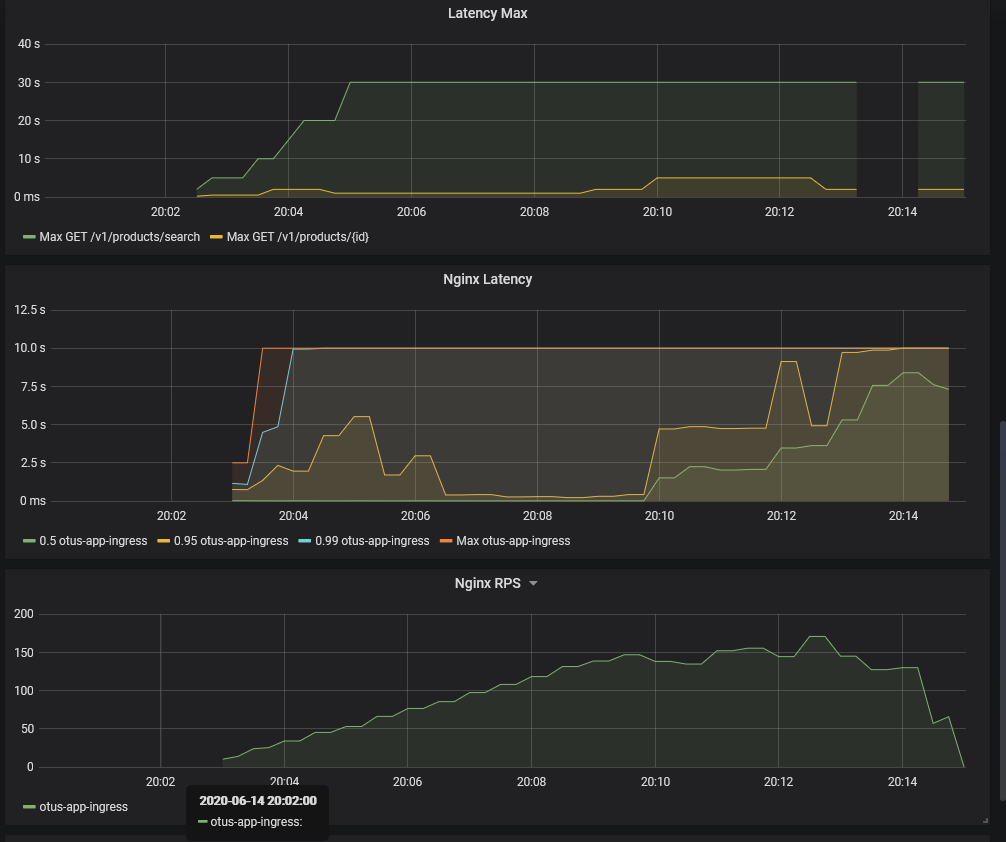 Latency Max
40 s
30 s
20 s
10 s
0 ms
20:02 20:04 20:06 20:08 20:10 20:12 20:14
Max GET /v1/products/search Max GET /v1/products/{id}
Nginx Latency
12.5 s
10.0 s
7.5 s
5.0 s
2.5 s
0 ms
20:02 20:04 20:06 20:08 20:10 20:12 20:14
0.5 otus-app-ingress 0.95 otus-app-ingress 0.99 otus-app-ingress Max otus-app-ingress
Nginx RPS
200
150
100
50
0
20:02 20:04 20:06 20:08 20:10 20:12 20:14
otus-app-ingress
2020-06-14 20:02:00
otus-app-ingress: